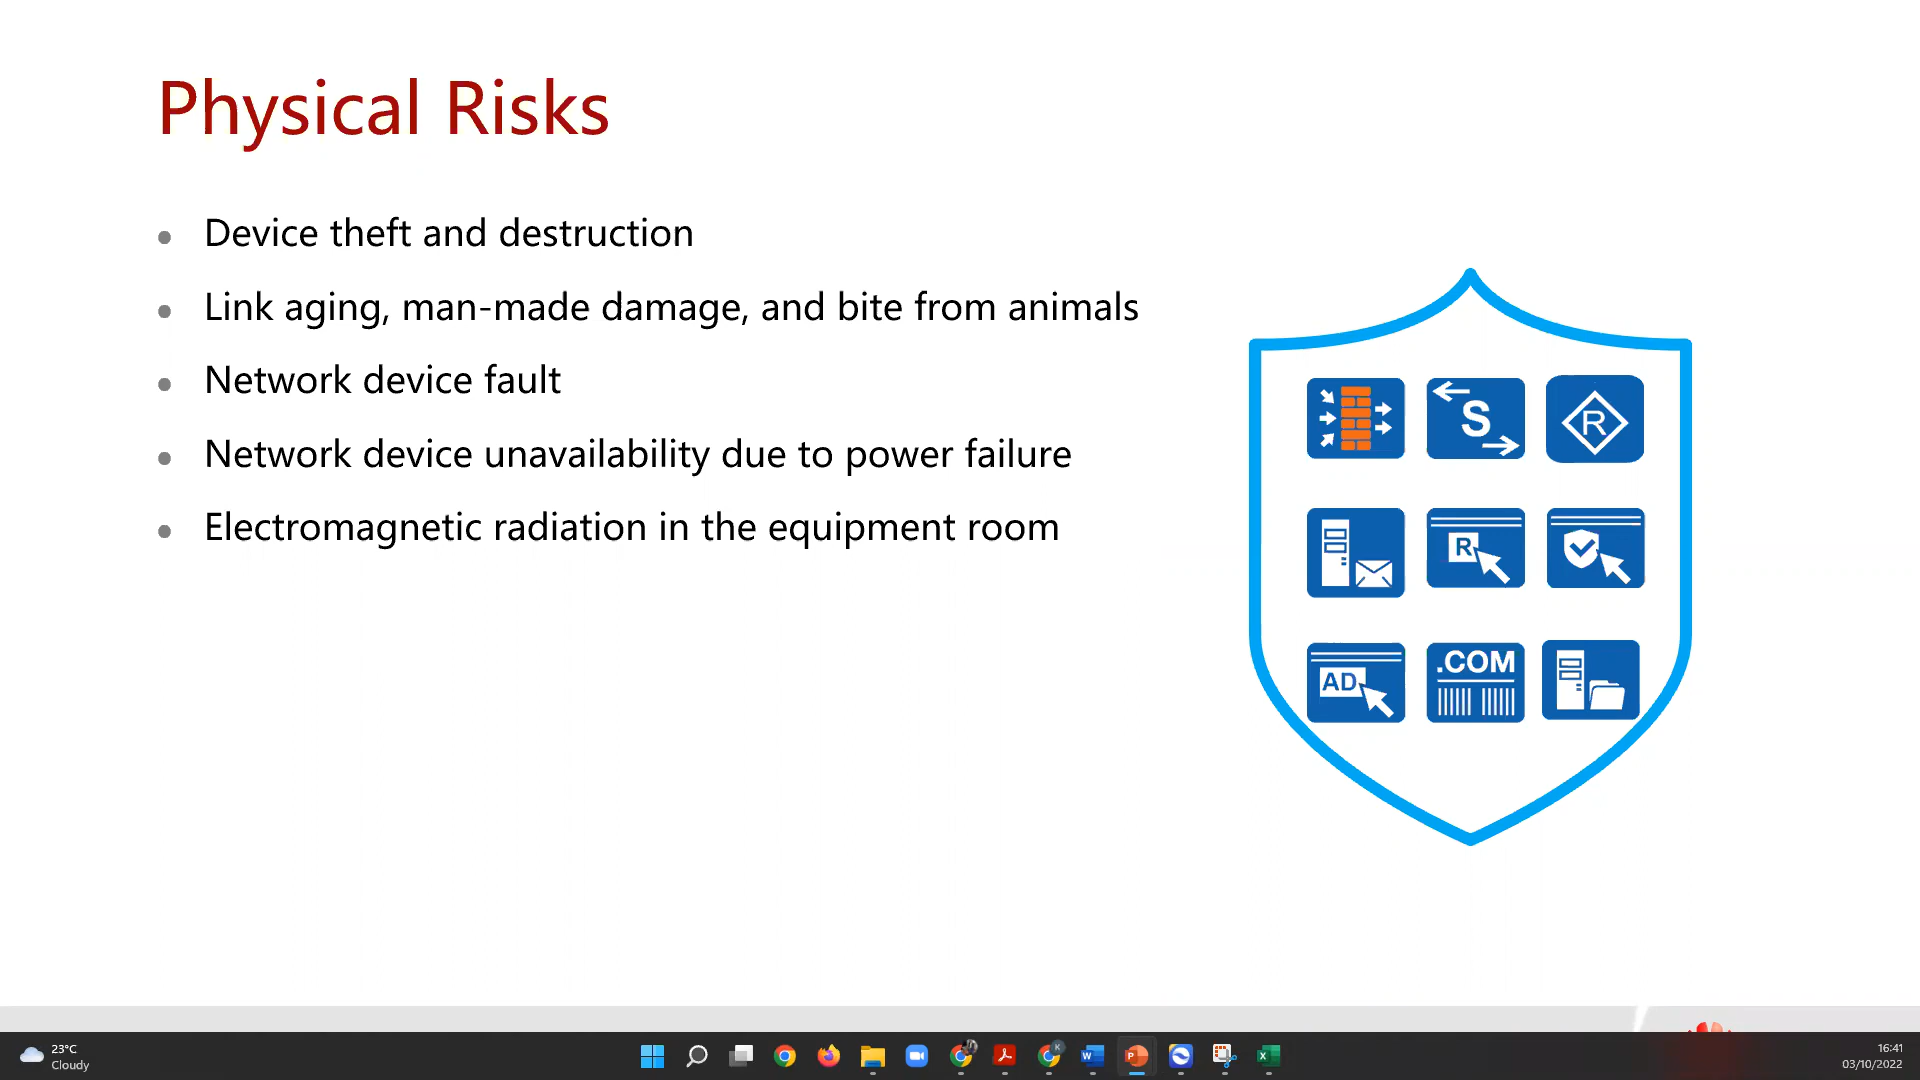 Physical Risks
Device theft and destruction
Link aging, man-made damage, and bite from animals
Network device fault
Network device unavailability due to power failure
Electromagnetic radiation in the equipment room
S
R
R
AD
.COM
23°C
Cloudy
K
W
P
X
16:41
03/10/2022